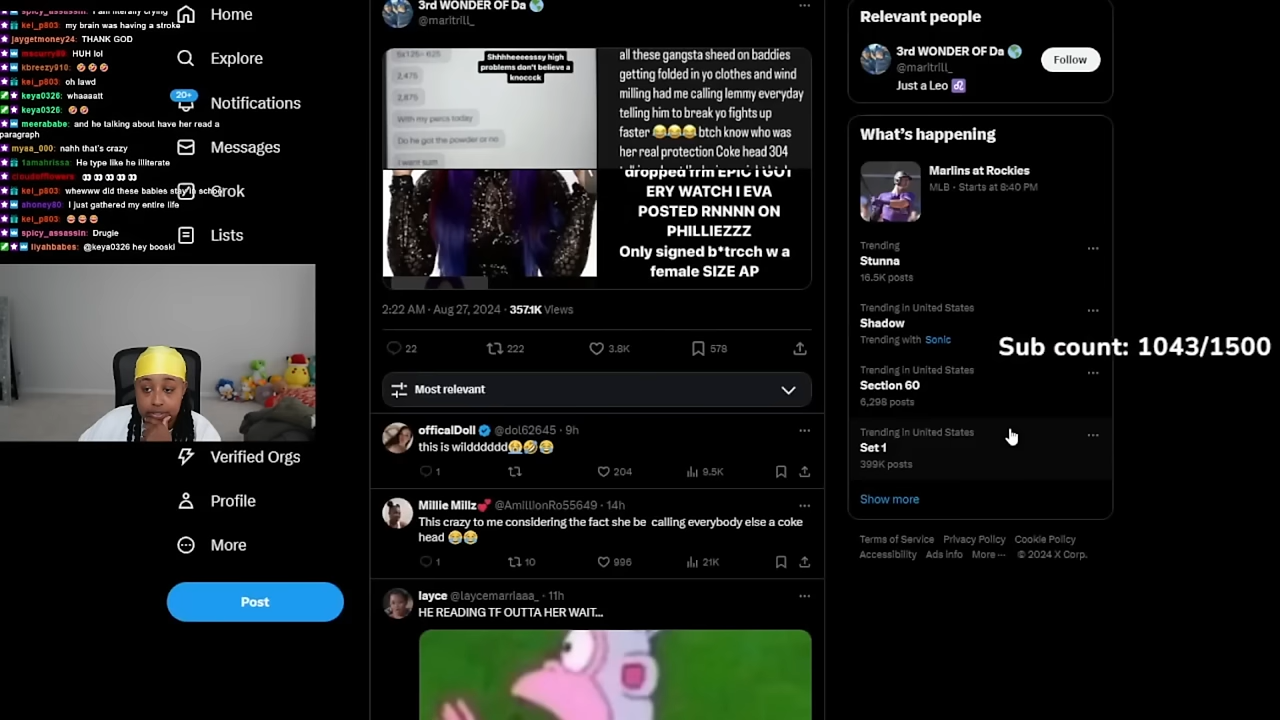 my brain was having a stroke
jaygetmoney24: THANK GOD
HUH lol
kbreezy910: 🤣🤣🤣
kei_p803: oh lawd
keya0326: whaaaatt
keya0326: 🤣🤣
meerababe: and he talking about have her read a
paragraph
myaa_000: nahh that's crazy
1amahrissa: He type like he illiterate
👀👀👀👀👀
kei_p803: whewww did these babies stay in school
ahoney80: I just gathered my entire life
kei_p803:
spicy_assassin: Drugie
liyahbabes: @keya0326 hey booski
Home
Explore
20+
Notifications
Messages
Grok
Lists
Verified Orgs
Profile
More
Post
3rd WONDER OF Da 🌍
@maritrill_
5x125= 625
2,475
2,875
With my percs today
Do he got the powder or no
I want sum
Shhhheeeesssy high
problems don't believe a
knoccck
all these gangsta sheed on baddies
getting folded in yo clothes and wind
milling had me calling lemmy everyday
telling him to break yo fights up
faster 😂😂😂 btch know who was
her real protection Coke head 304
dropped frm EPIC I GOT
ERY WATCH I EVA
POSTED RNNNN ON
PHILLIEZZZ
Only signed b*trcch w a
female SIZE AP
2:22 AM · Aug 27, 2024 · 357.1K Views
22
222
3.8K
578
Most relevant
officalDoll @dol62645 · 9h
this is wildddddd😭🤣😂
1
204
9.5K
Millie Millz💕 @AmillionRo55649 · 14h
This crazy to me considering the fact she be calling everybody else a coke
head 😂😂
1
10
996
21K
layce @laycemarriaaa_ · 11h
HE READING TF OUTTA HER WAIT...
Relevant people
3rd WONDER OF Da 🌍
@maritrill_
Follow
Just a Leo ♌
What's happening
Marlins at Rockies
MLB · Starts at 8:40 PM
Trending
Stunna
16.5K posts
Trending in United States
Shadow
Trending with Sonic
Sub count: 1043/1500
Trending in United States
Section 60
6,298 posts
Trending in United States
Set 1
399K posts
Show more
Terms of Service Privacy Policy Cookie Policy
Accessibility Ads info More ··· © 2024 X Corp.